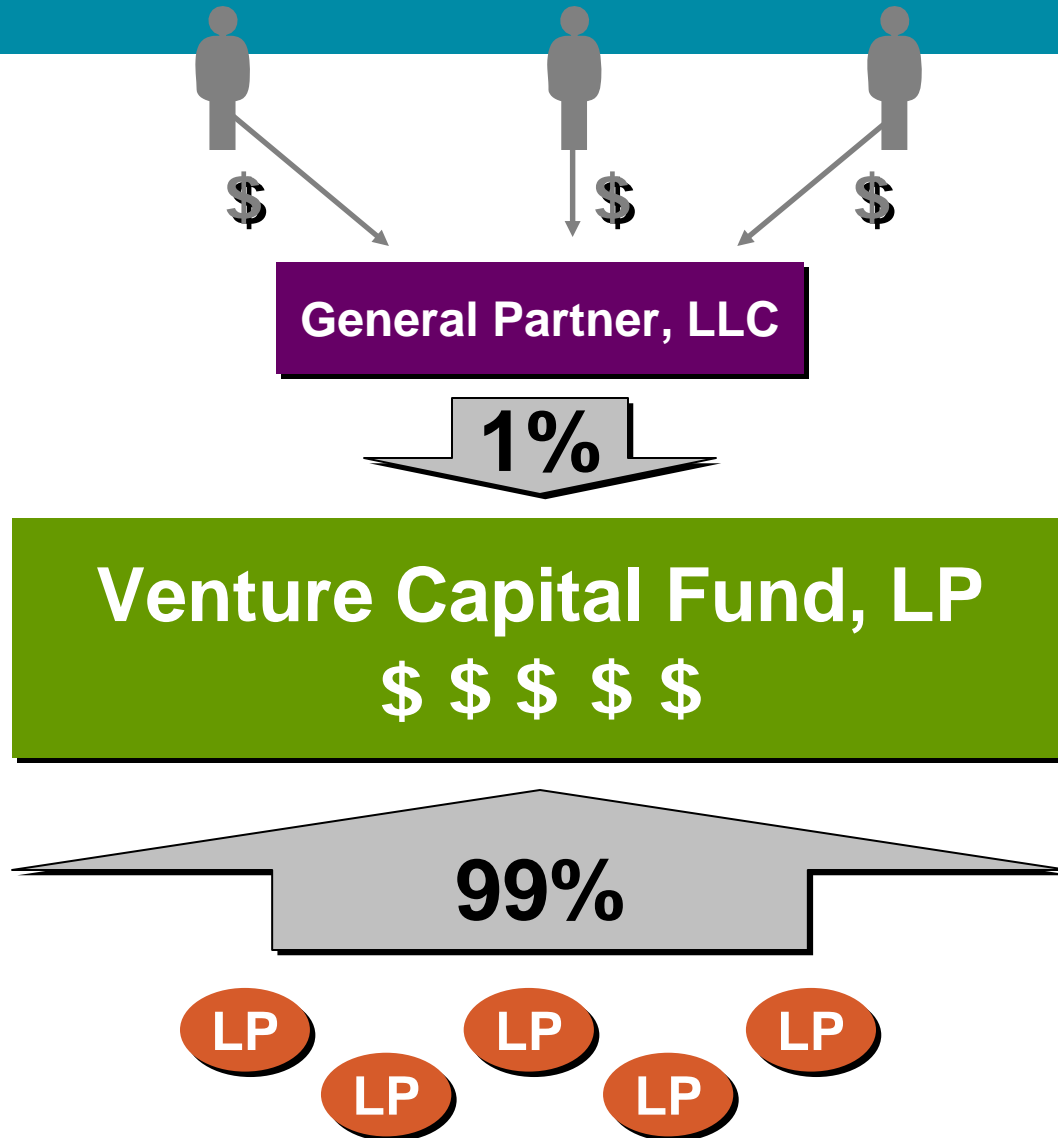 $ $ $
General Partner, LLC
1%
Venture Capital Fund, LP
$ $ $ $ $
99%
LP LP LP
LP LP